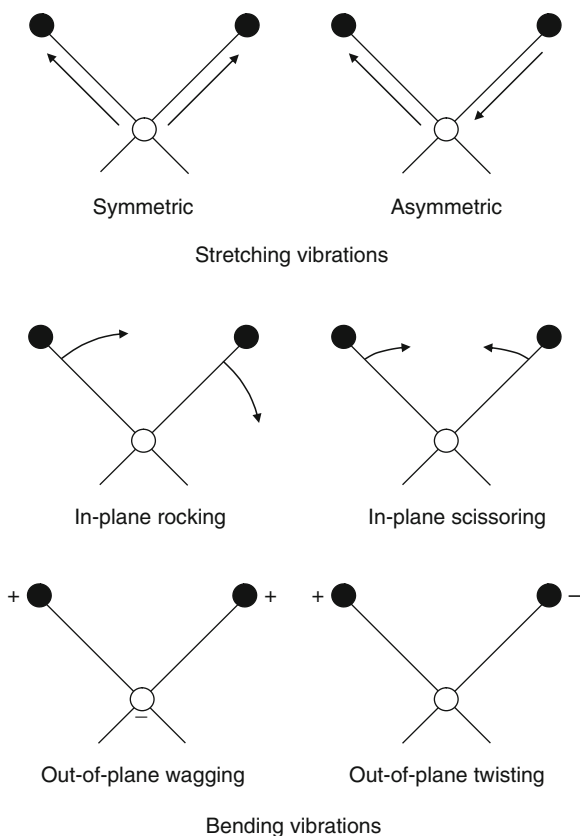 Symmetric Asymmetric
Stretching vibrations
In-plane rocking In-plane scissoring
+ + + −
−
Out-of-plane wagging Out-of-plane twisting
Bending vibrations